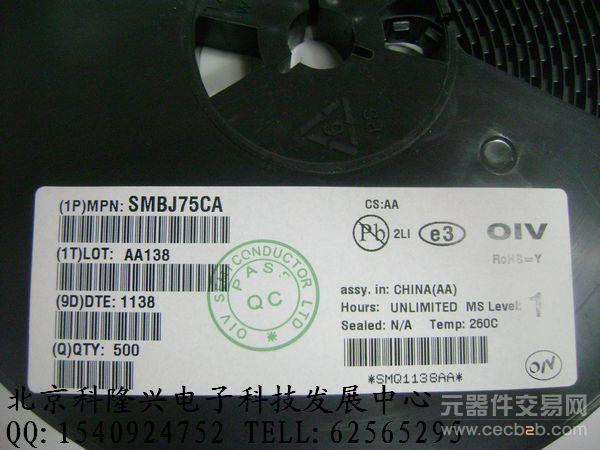 (1P)MPN: SMBJ75CA
(1T)LOT: AA138
(9D)DTE: 1138
(Q)QTY: 500
CS:AA
Pb 2LI e3 OIV
RoHS=Y
assy. in: CHINA(AA)
Hours: UNLIMITED MS Level: 1
Sealed: N/A Temp: 260C
*SMQ1138AA*
OIV SEMICONDUCTOR LTD
PASS
QC
北京科隆兴电子科技发展中心
QQ: 1540924752 TELL: 62565295
元器件交易网
www.cecb2b.com